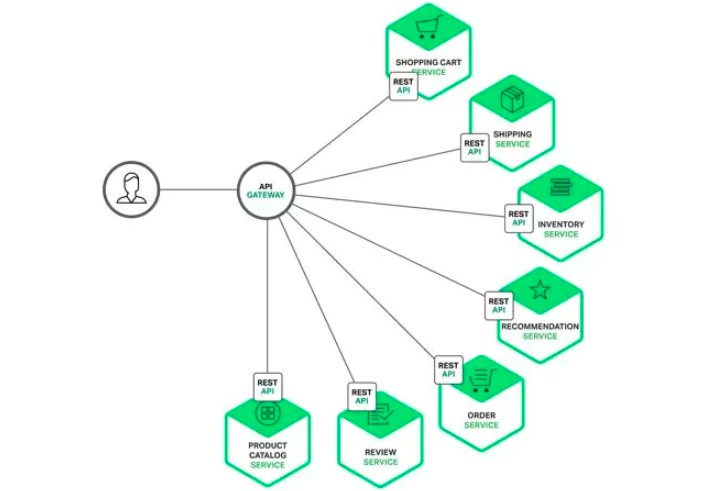 SHOPPING CART
SERVICE
REST
API
SHIPPING
SERVICE
REST
API
API
GATEWAY
REST
API
INVENTORY
SERVICE
REST
API
RECOMMENDATION
SERVICE
REST
API
ORDER
SERVICE
REST
API
REVIEW
SERVICE
REST
API
PRODUCT
CATALOG
SERVICE